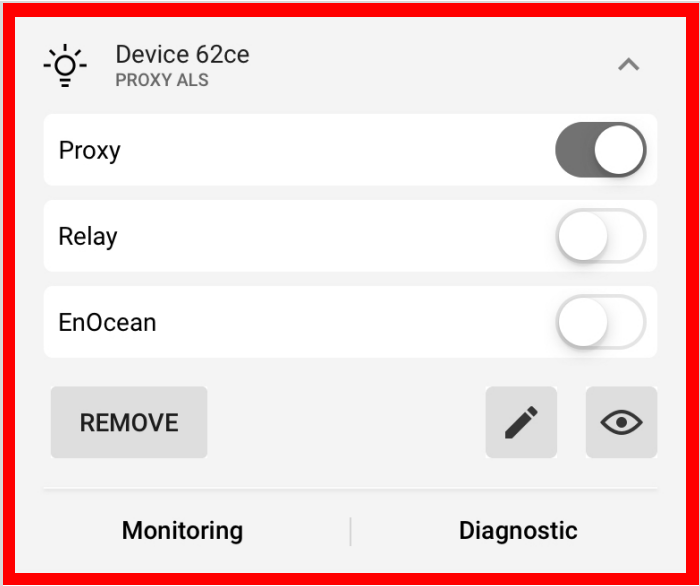 Device 62ce
PROXY ALS
Proxy
Relay
EnOcean
REMOVE
Monitoring
Diagnostic